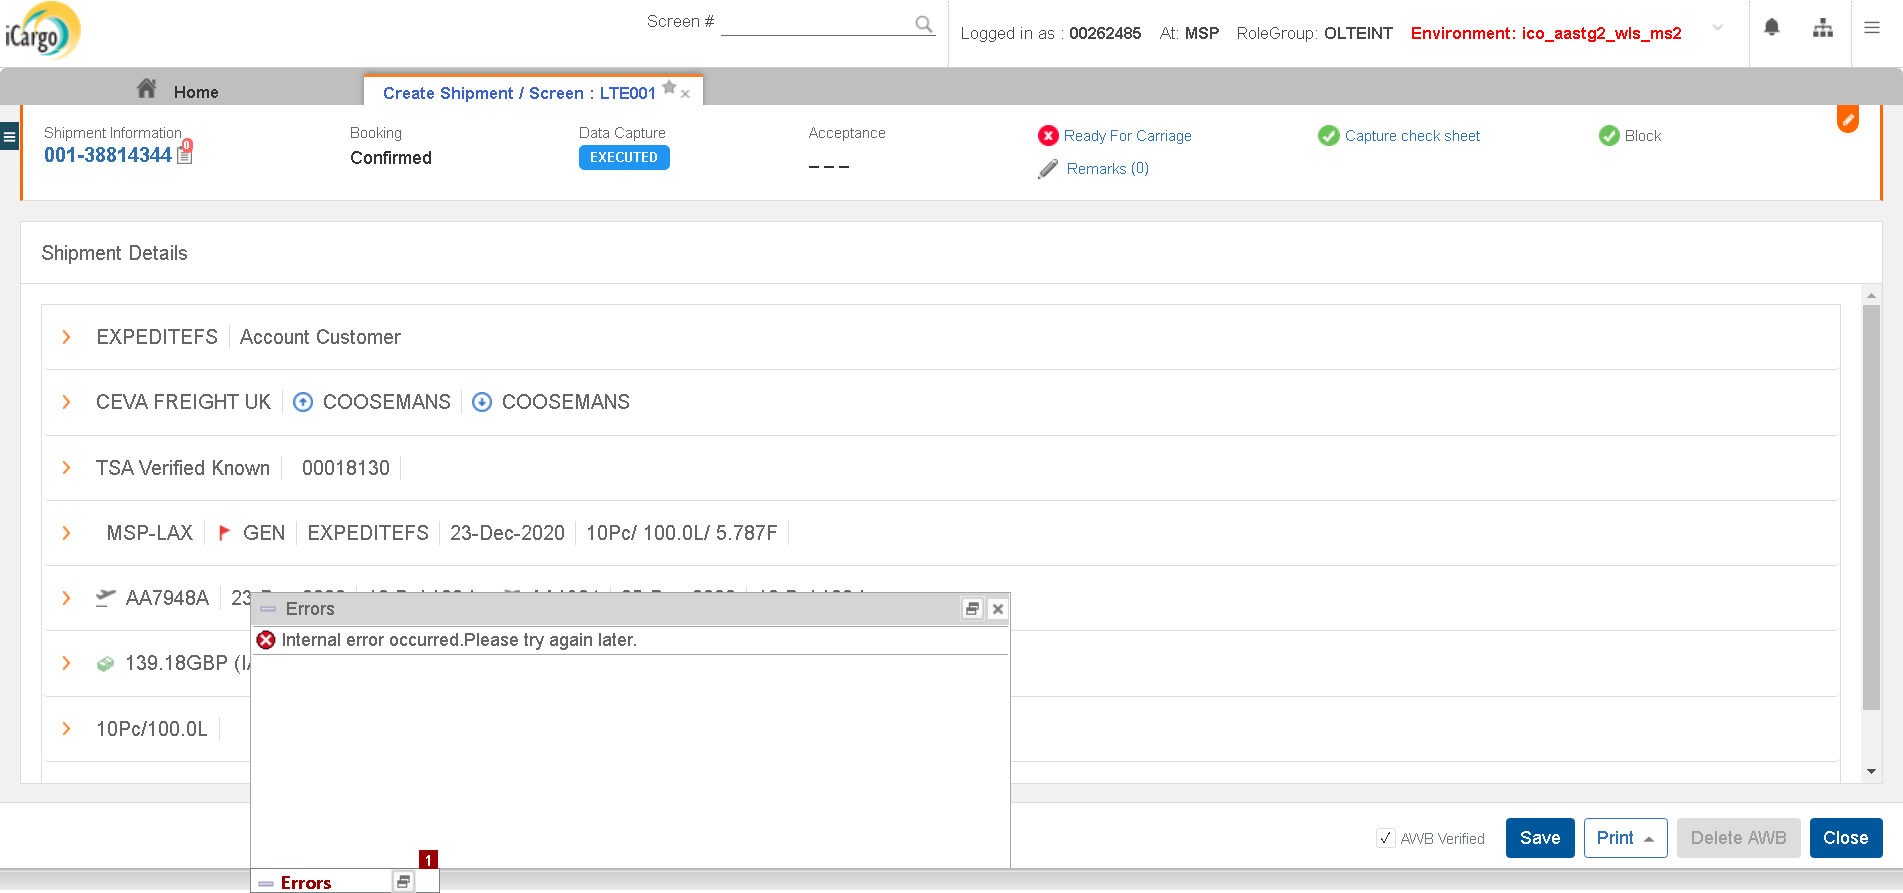 iCargo
Screen #
Logged in as : 00262485 At: MSP RoleGroup: OLTEINT Environment: ico_aastg2_wls_ms2
Home
Create Shipment / Screen : LTE001
Shipment Information
001-38814344
0
Booking
Confirmed
Data Capture
EXECUTED
Acceptance
_ _ _
Ready For Carriage
Remarks (0)
Capture check sheet
Block
Shipment Details
EXPEDITEFS Account Customer
CEVA FREIGHT UK COOSEMANS COOSEMANS
TSA Verified Known 00018130
MSP-LAX GEN EXPEDITEFS 23-Dec-2020 10Pc/ 100.0L/ 5.787F
AA7948A 23
139.18GBP
10Pc/100.0L
Errors
Internal error occurred.Please try again later.
1
Errors
AWB Verified Save Print Delete AWB Close